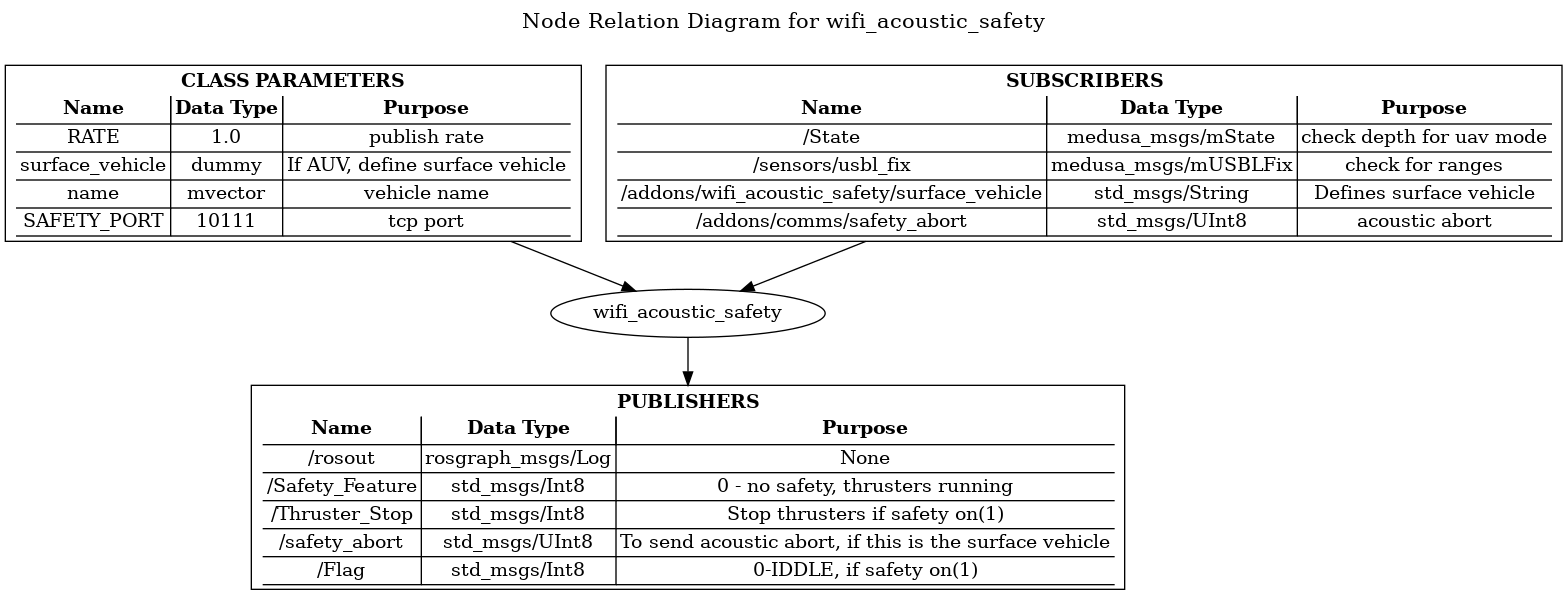 Node Relation Diagram for wifi_acoustic_safety
CLASS PARAMETERS
Name Data Type Purpose
RATE 1.0 publish rate
surface_vehicle dummy If AUV, define surface vehicle
name mvector vehicle name
SAFETY_PORT 10111 tcp port
SUBSCRIBERS
Name Data Type Purpose
/State medusa_msgs/mState check depth for uav mode
/sensors/usbl_fix medusa_msgs/mUSBLFix check for ranges
/addons/wifi_acoustic_safety/surface_vehicle std_msgs/String Defines surface vehicle
/addons/comms/safety_abort std_msgs/UInt8 acoustic abort
wifi_acoustic_safety
PUBLISHERS
Name Data Type Purpose
/rosout rosgraph_msgs/Log None
/Safety_Feature std_msgs/Int8 0 - no safety, thrusters running
/Thruster_Stop std_msgs/Int8 Stop thrusters if safety on(1)
/safety_abort std_msgs/UInt8 To send acoustic abort, if this is the surface vehicle
/Flag std_msgs/Int8 0-IDDLE, if safety on(1)